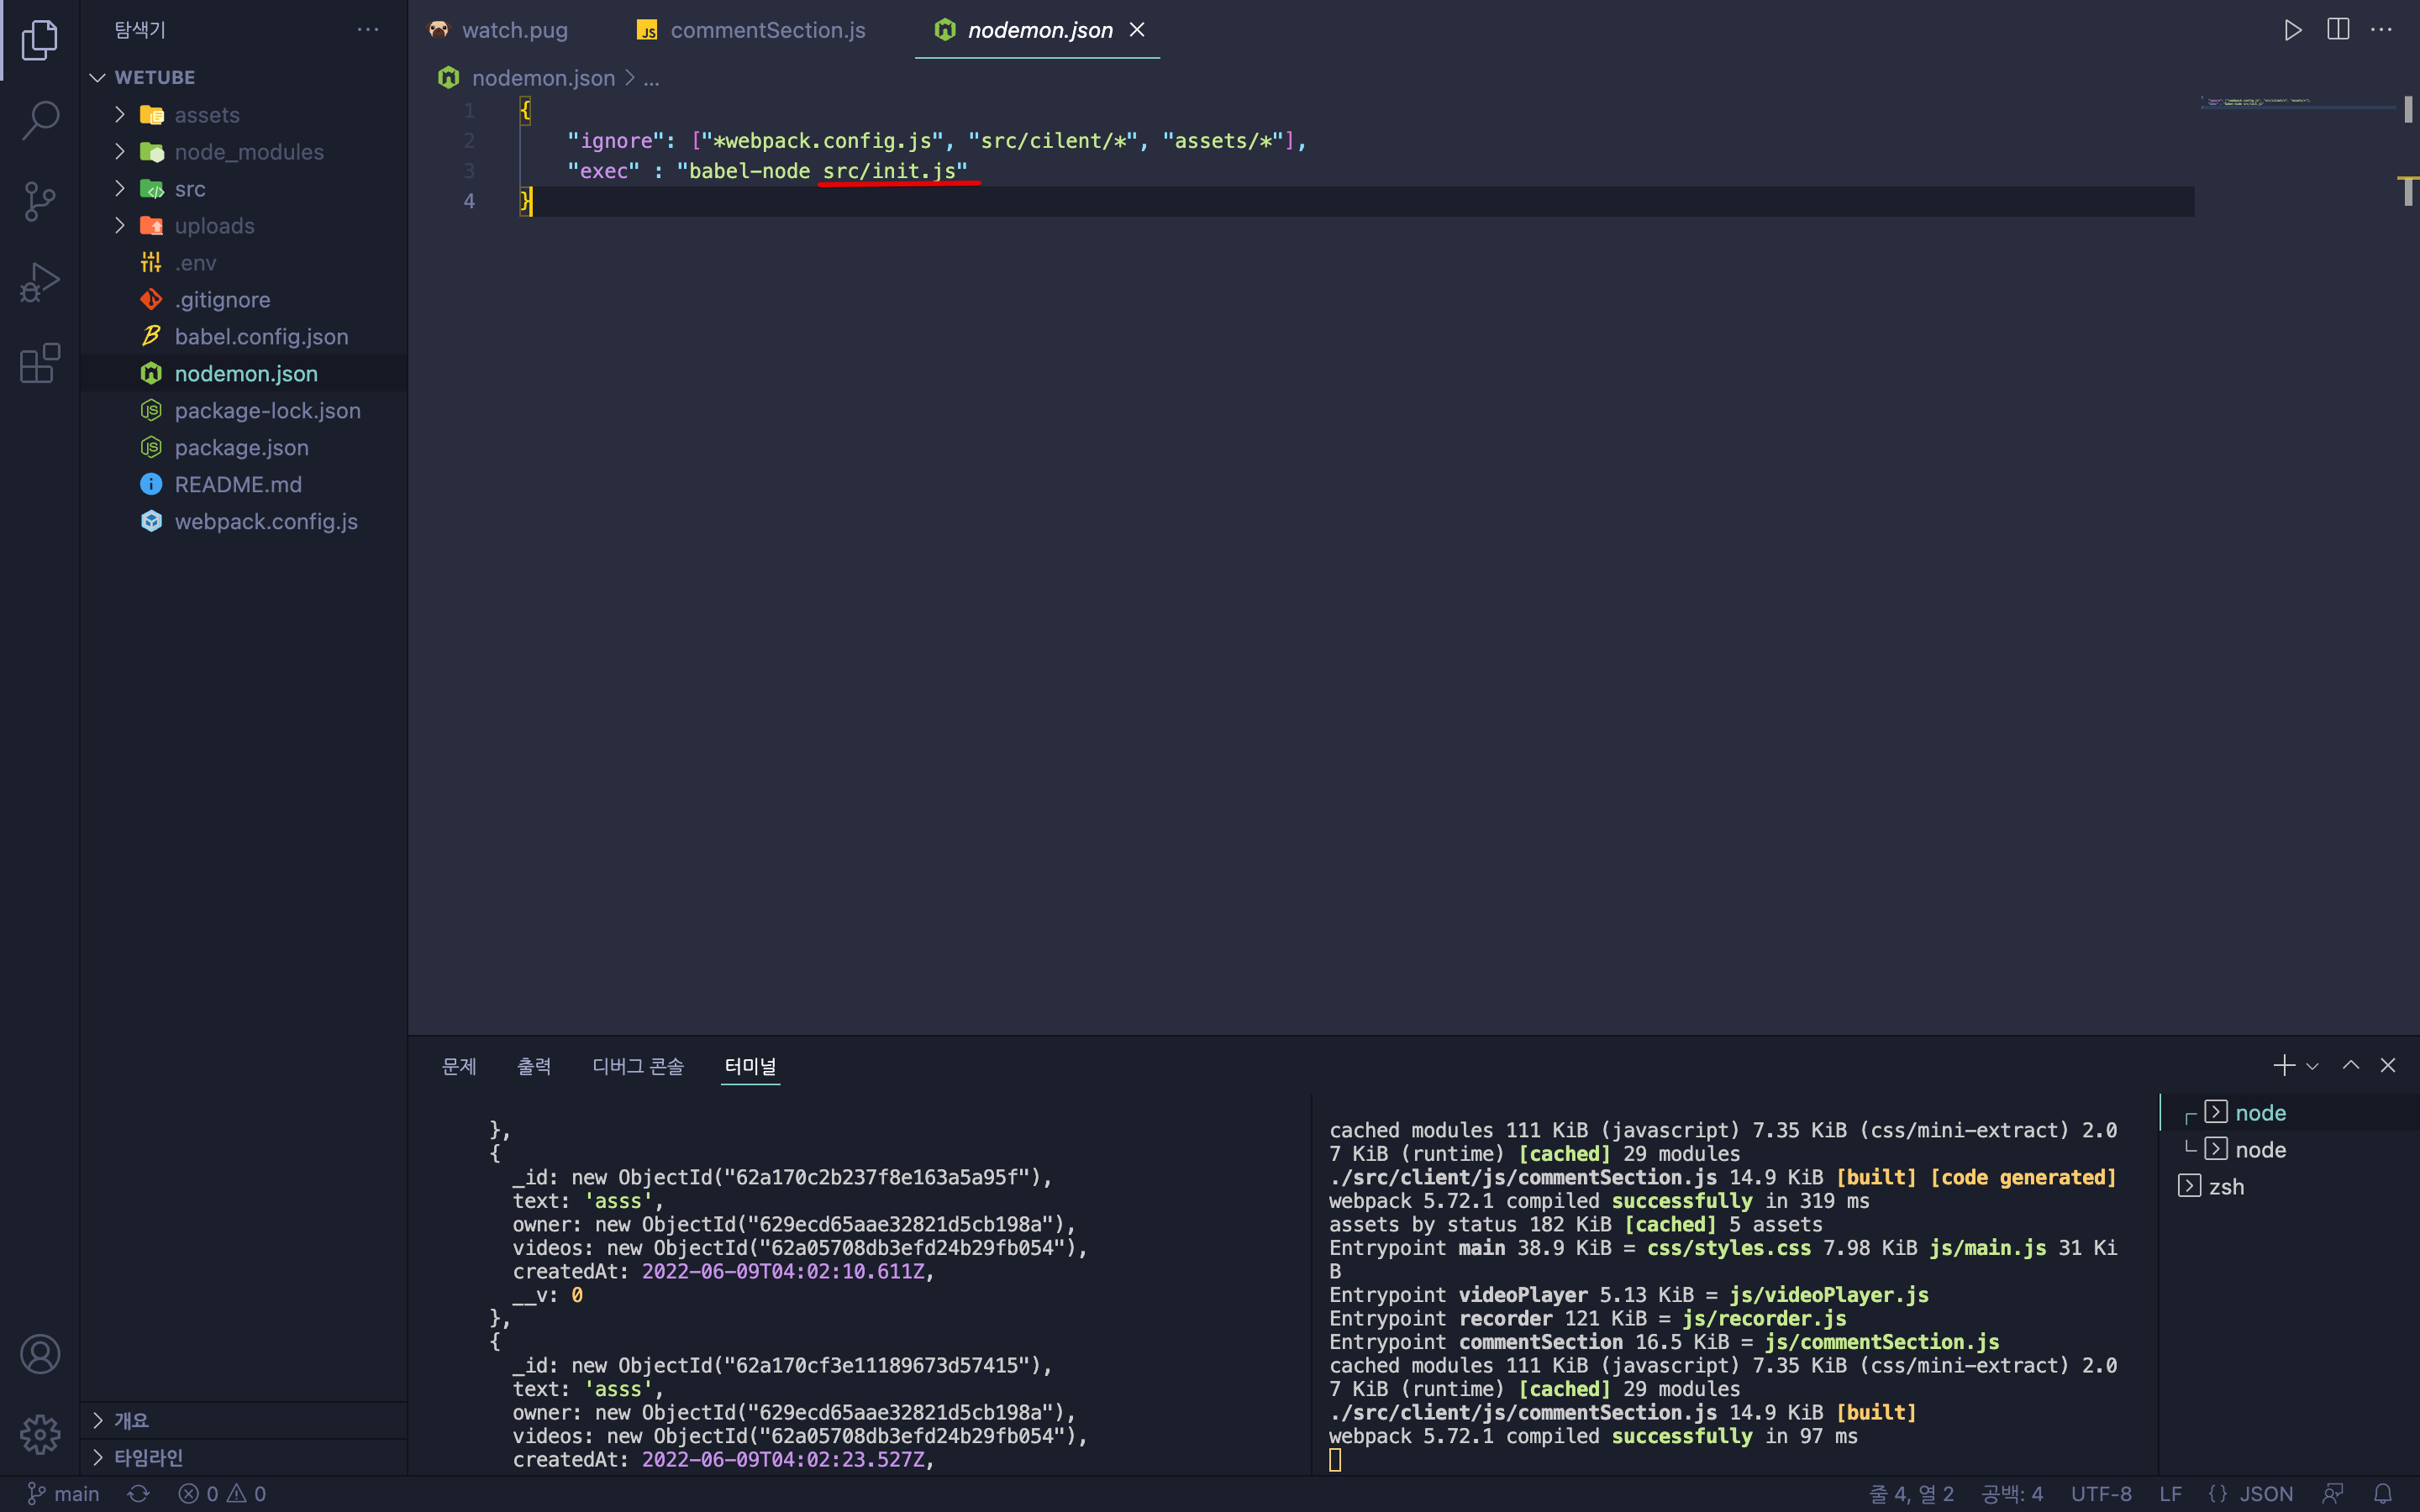 탐색기
WETUBE
assets
node_modules
src
uploads
.env
.gitignore
babel.config.json
nodemon.json
package-lock.json
package.json
README.md
webpack.config.js
개요
타임라인
watch.pug
commentSection.js
nodemon.json
nodemon.json > ...
1 {
2 "ignore": ["*webpack.config.js", "src/cilent/*", "assets/*"],
3 "exec" : "babel-node src/init.js"
4 }
문제 출력 디버그 콘솔 터미널
},
{
_id: new ObjectId("62a170c2b237f8e163a5a95f"),
text: 'asss',
owner: new ObjectId("629ecd65aae32821d5cb198a"),
videos: new ObjectId("62a05708db3efd24b29fb054"),
createdAt: 2022-06-09T04:02:10.611Z,
__v: 0
},
{
_id: new ObjectId("62a170cf3e11189673d57415"),
text: 'asss',
owner: new ObjectId("629ecd65aae32821d5cb198a"),
videos: new ObjectId("62a05708db3efd24b29fb054"),
createdAt: 2022-06-09T04:02:23.527Z,
cached modules 111 KiB (javascript) 7.35 KiB (css/mini-extract) 2.0
7 KiB (runtime) [cached] 29 modules
./src/client/js/commentSection.js 14.9 KiB [built] [code generated]
webpack 5.72.1 compiled successfully in 319 ms
assets by status 182 KiB [cached] 5 assets
Entrypoint main 38.9 KiB = css/styles.css 7.98 KiB js/main.js 31 Ki
B
Entrypoint videoPlayer 5.13 KiB = js/videoPlayer.js
Entrypoint recorder 121 KiB = js/recorder.js
Entrypoint commentSection 16.5 KiB = js/commentSection.js
cached modules 111 KiB (javascript) 7.35 KiB (css/mini-extract) 2.0
7 KiB (runtime) [cached] 29 modules
./src/client/js/commentSection.js 14.9 KiB [built]
webpack 5.72.1 compiled successfully in 97 ms
node
node
zsh
main 0 0 줄 4, 열 2 공백: 4 UTF-8 LF {} JSON